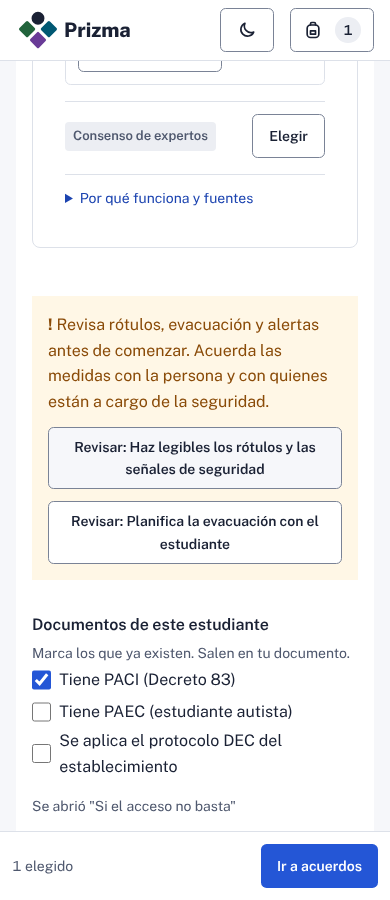 Prizma
1
Consenso de expertos
Elegir
Por qué funciona y fuentes
! Revisa rótulos, evacuación y alertas
antes de comenzar. Acuerda las
medidas con la persona y con quienes
están a cargo de la seguridad.
Revisar: Haz legibles los rótulos y las
señales de seguridad
Revisar: Planifica la evacuación con el
estudiante
Documentos de este estudiante
Marca los que ya existen. Salen en tu documento.
Tiene PACI (Decreto 83)
Tiene PAEC (estudiante autista)
Se aplica el protocolo DEC del
establecimiento
Se abrió "Si el acceso no basta"
1 elegido
Ir a acuerdos